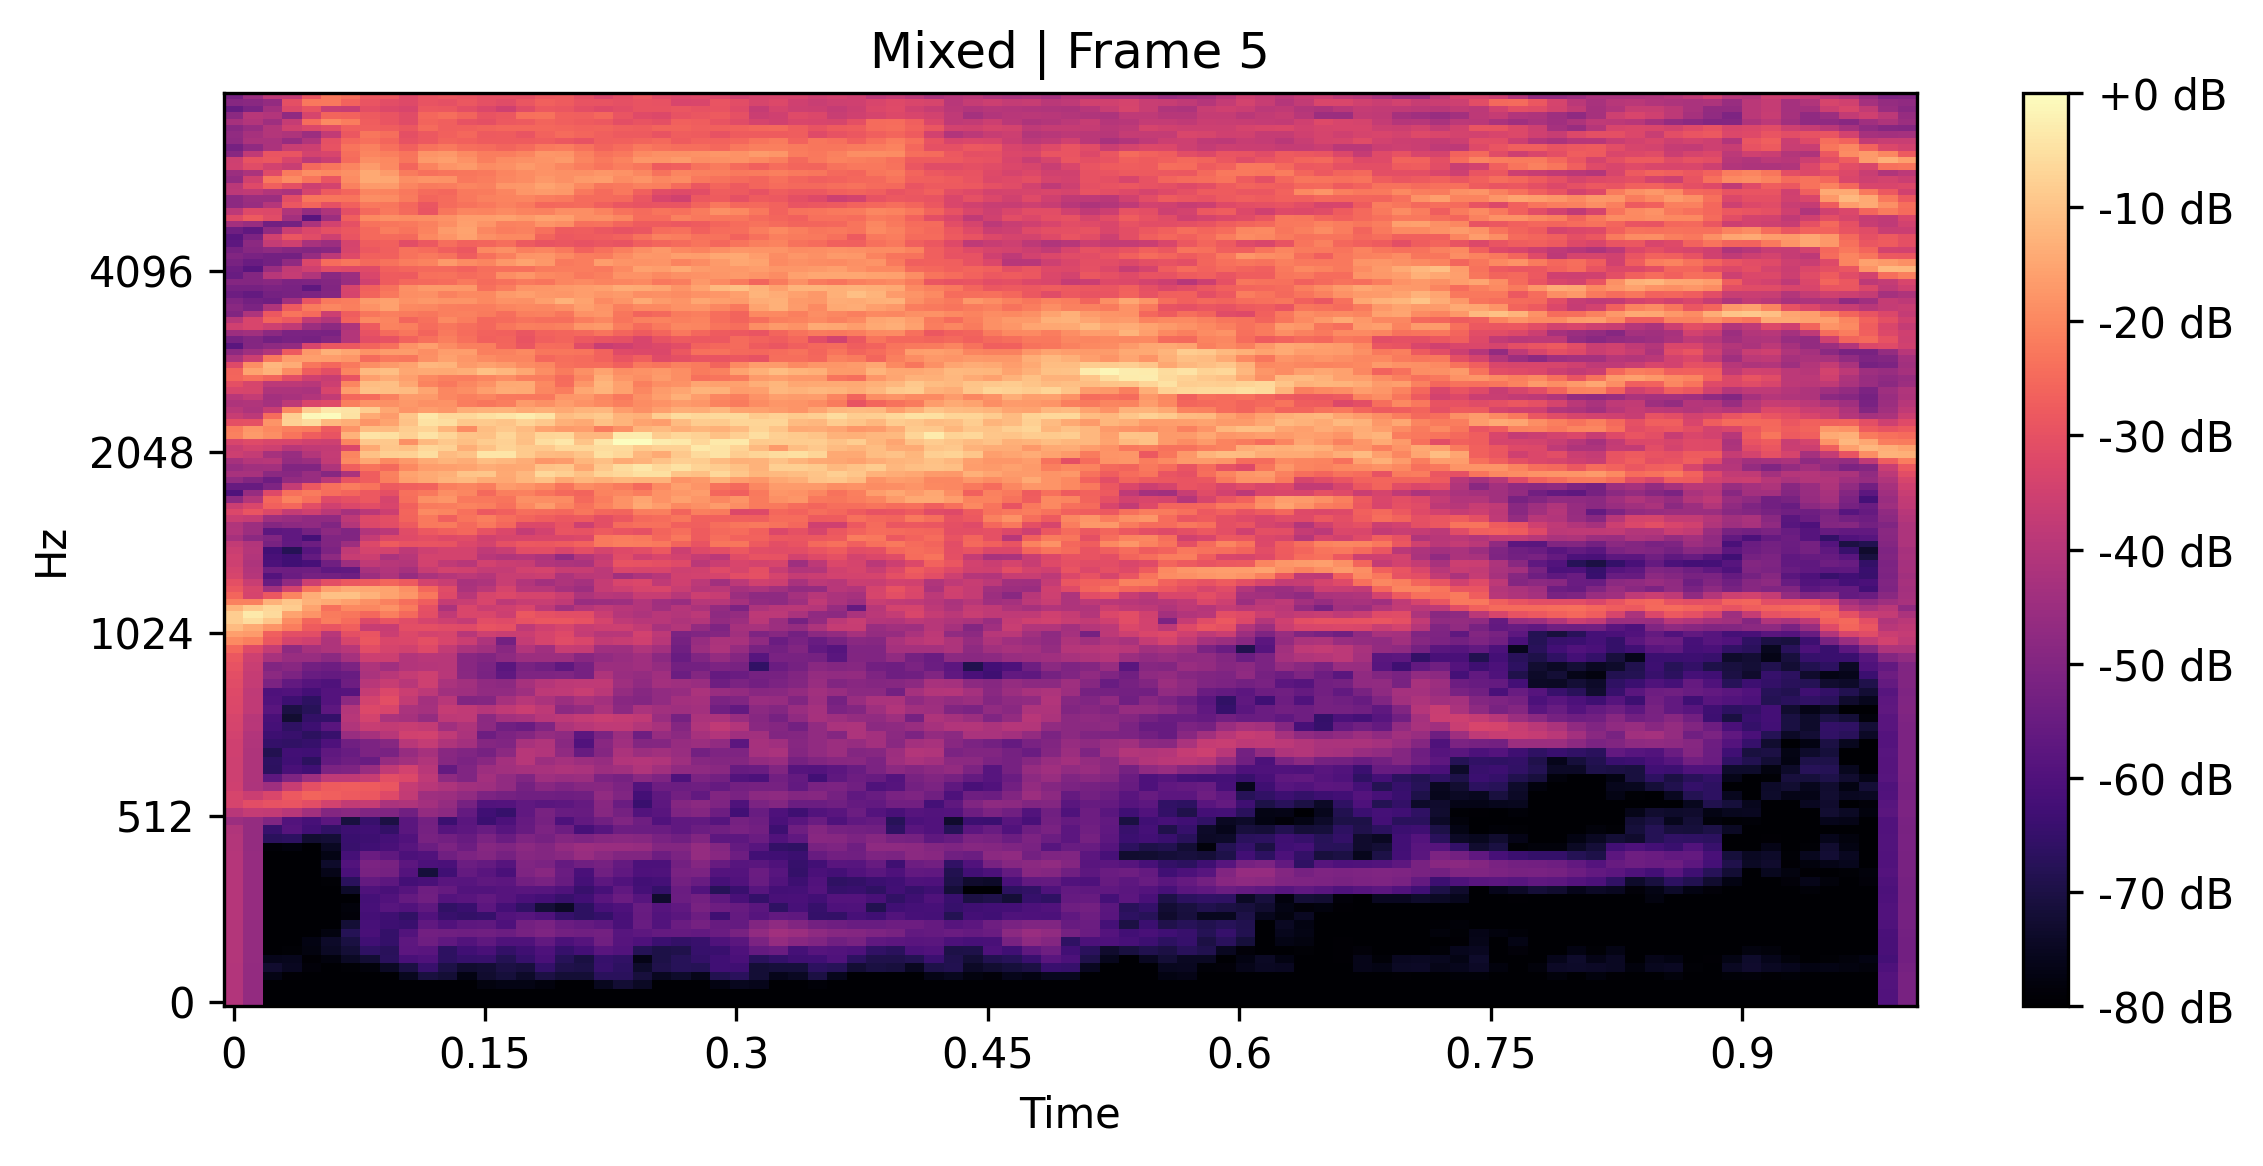 Mixed | Frame 5
+0 dB
-10 dB
-20 dB
-30 dB
-40 dB
-50 dB
-60 dB
-70 dB
-80 dB
Hz
4096
2048
1024
512
0
0 0.15 0.3 0.45 0.6 0.75 0.9
Time